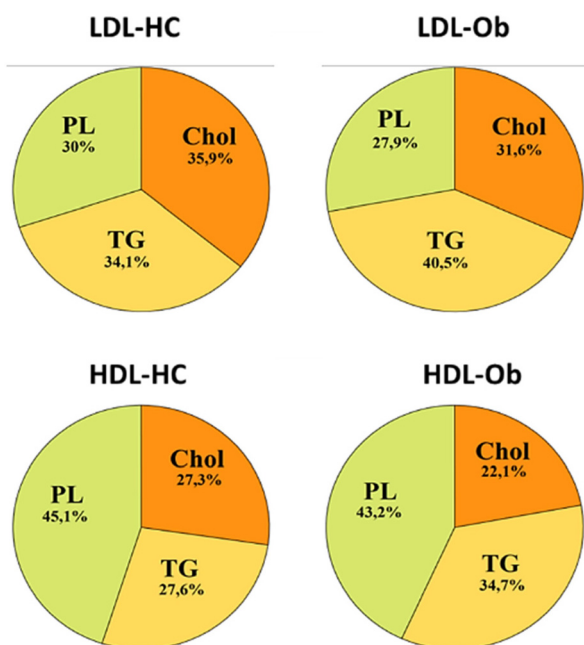 LDL-HC
PL
30%
Chol
35,9%
TG
34,1%
LDL-Ob
PL
27,9%
Chol
31,6%
TG
40,5%
HDL-HC
PL
45,1%
Chol
27,3%
TG
27,6%
HDL-Ob
PL
43,2%
Chol
22,1%
TG
34,7%